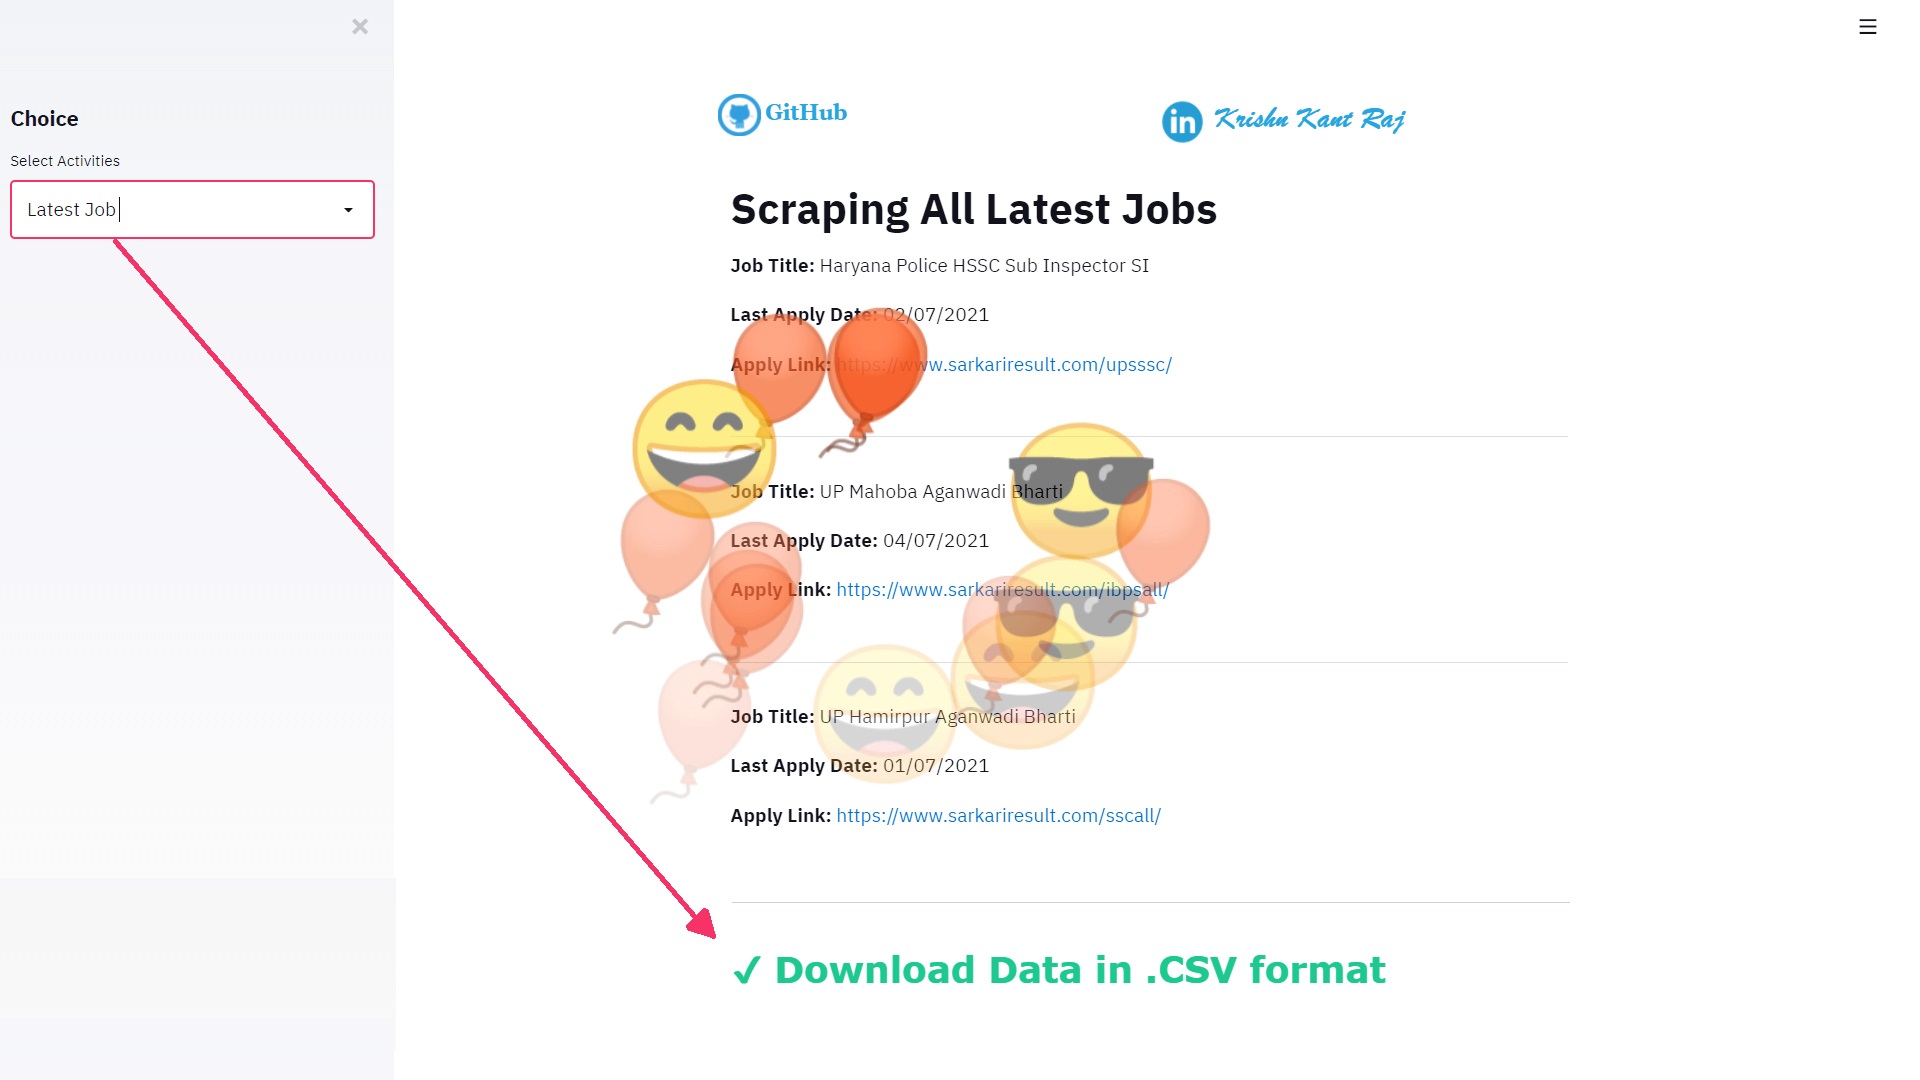 Choice
Select Activities
Latest Job
GitHub
in Krishn Kant Raj
Scraping All Latest Jobs
Job Title: Haryana Police HSSC Sub Inspector SI
Last Apply Date: 02/07/2021
Apply Link: https://www.sarkariresult.com/upsssc/
Job Title: UP Mahoba Aganwadi Bharti
Last Apply Date: 04/07/2021
Apply Link: https://www.sarkariresult.com/ibpsall/
Job Title: UP Hamirpur Aganwadi Bharti
Last Apply Date: 01/07/2021
Apply Link: https://www.sarkariresult.com/sscall/
✓ Download Data in .CSV format